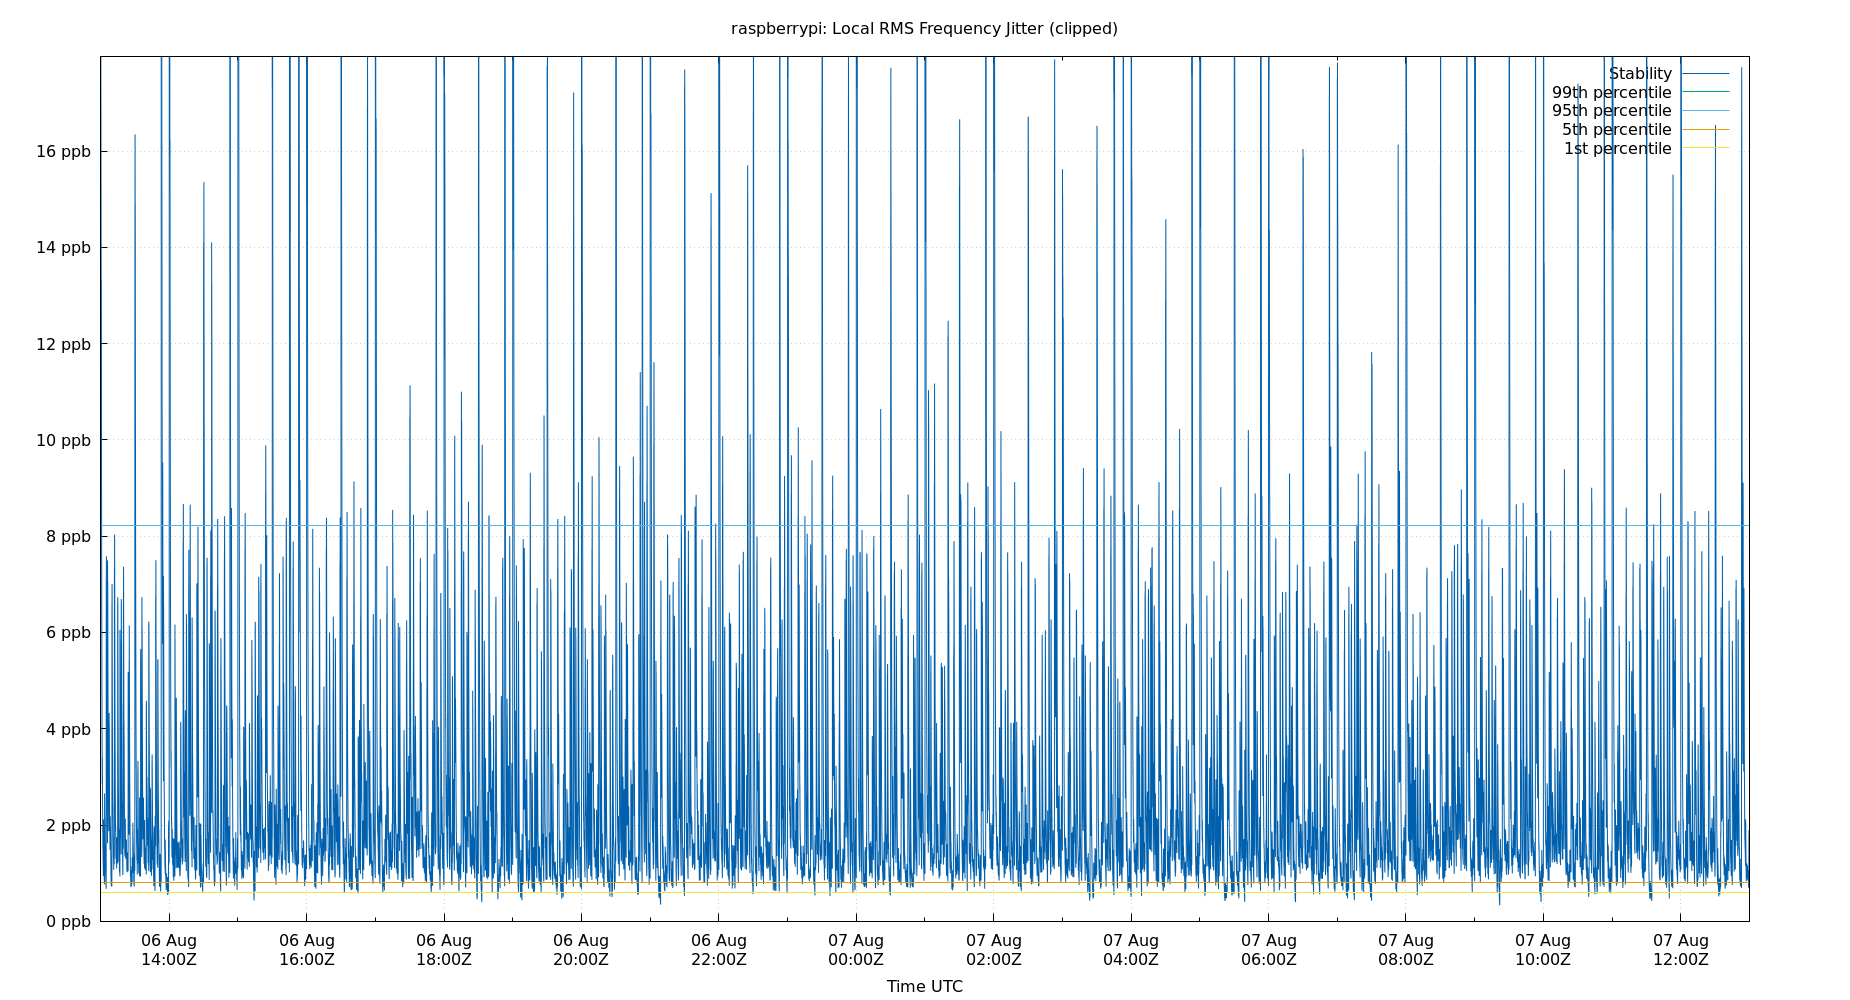 raspberrypi: Local RMS Frequency Jitter (clipped)
Stability
99th percentile
95th percentile
5th percentile
1st percentile
16 ppb
14 ppb
12 ppb
10 ppb
8 ppb
6 ppb
4 ppb
2 ppb
0 ppb
06 Aug 06 Aug 06 Aug 06 Aug 06 Aug 07 Aug 07 Aug 07 Aug 07 Aug 07 Aug 07 Aug 07 Aug
14:00Z 16:00Z 18:00Z 20:00Z 22:00Z 00:00Z 02:00Z 04:00Z 06:00Z 08:00Z 10:00Z 12:00Z
Time UTC